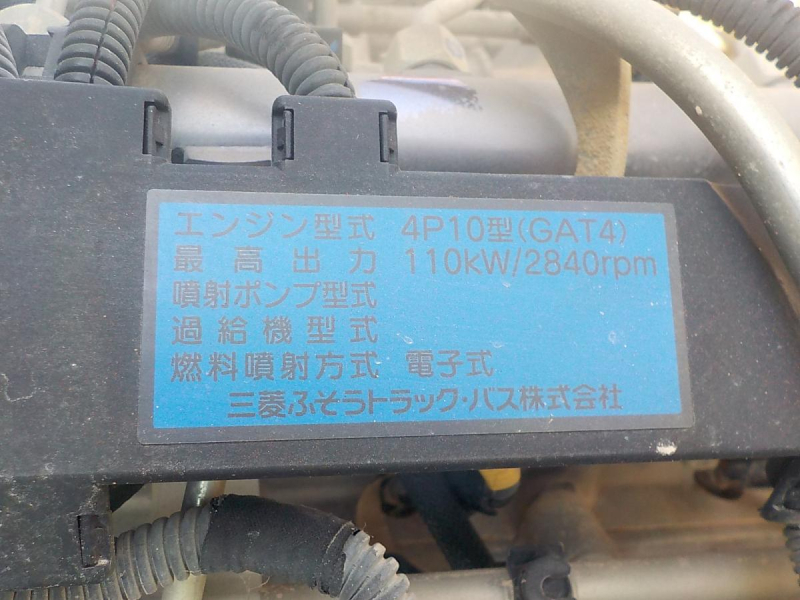 エンジン型式 4P10型(GAT4)
最高出力 110kW/2840rpm
噴射ポンプ型式
過給機型式
燃料噴射方式 電子式
三菱ふそうトラック・バス株式会社